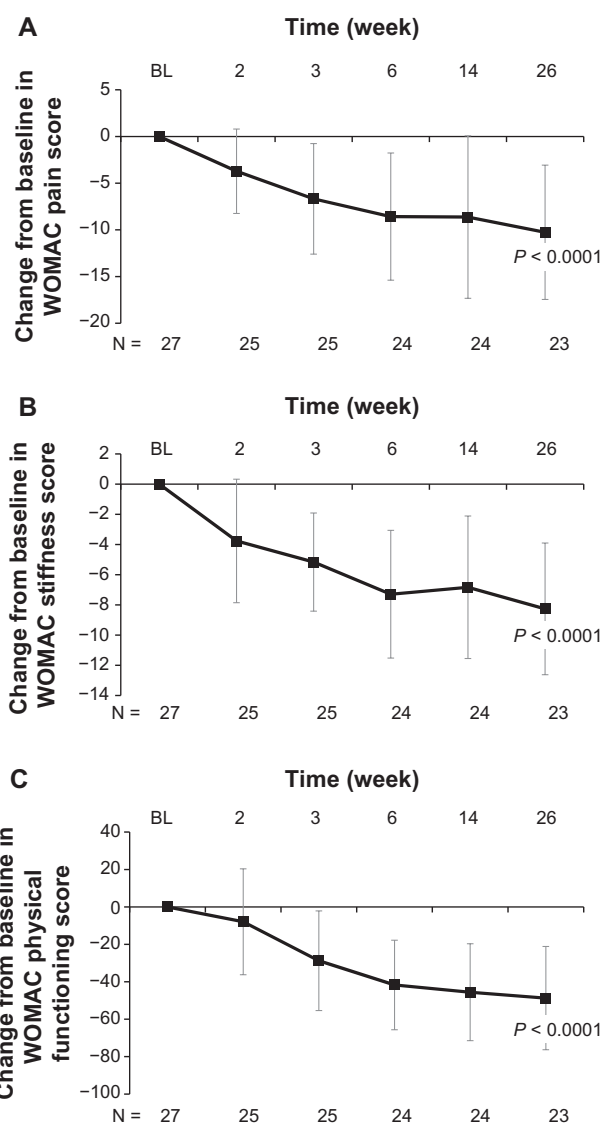 A
Time (week)
BL 2 3 6 14 26
Change from baseline in
WOMAC pain score
5
0
−5
−10
−15
−20
P < 0.0001
N = 27 25 25 24 24 23
B
Time (week)
BL 2 3 6 14 26
Change from baseline in
WOMAC stiffness score
2
0
−2
−4
−6
−8
−10
−12
−14
P < 0.0001
N = 27 25 25 24 24 23
C
Time (week)
BL 2 3 6 14 26
Change from baseline in
WOMAC physical
functioning score
40
20
0
−20
−40
−60
−80
−100
P < 0.0001
N = 27 25 25 24 24 23